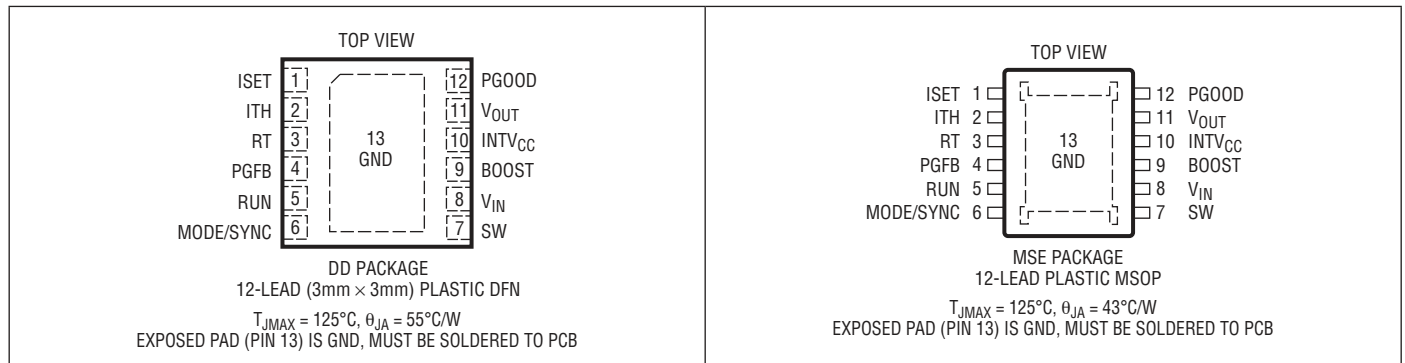 TOP VIEW
ISET 1
ITH 2
RT 3
PGFB 4
RUN 5
MODE/SYNC 6
13
GND
12 PGOOD
11 VOUT
10 INTVCC
9 BOOST
8 VIN
7 SW
DD PACKAGE
12-LEAD (3mm × 3mm) PLASTIC DFN
TJMAX = 125°C, θJA = 55°C/W
EXPOSED PAD (PIN 13) IS GND, MUST BE SOLDERED TO PCB
TOP VIEW
ISET 1
ITH 2
RT 3
PGFB 4
RUN 5
MODE/SYNC 6
13
GND
12 PGOOD
11 VOUT
10 INTVCC
9 BOOST
8 VIN
7 SW
MSE PACKAGE
12-LEAD PLASTIC MSOP
TJMAX = 125°C, θJA = 43°C/W
EXPOSED PAD (PIN 13) IS GND, MUST BE SOLDERED TO PCB